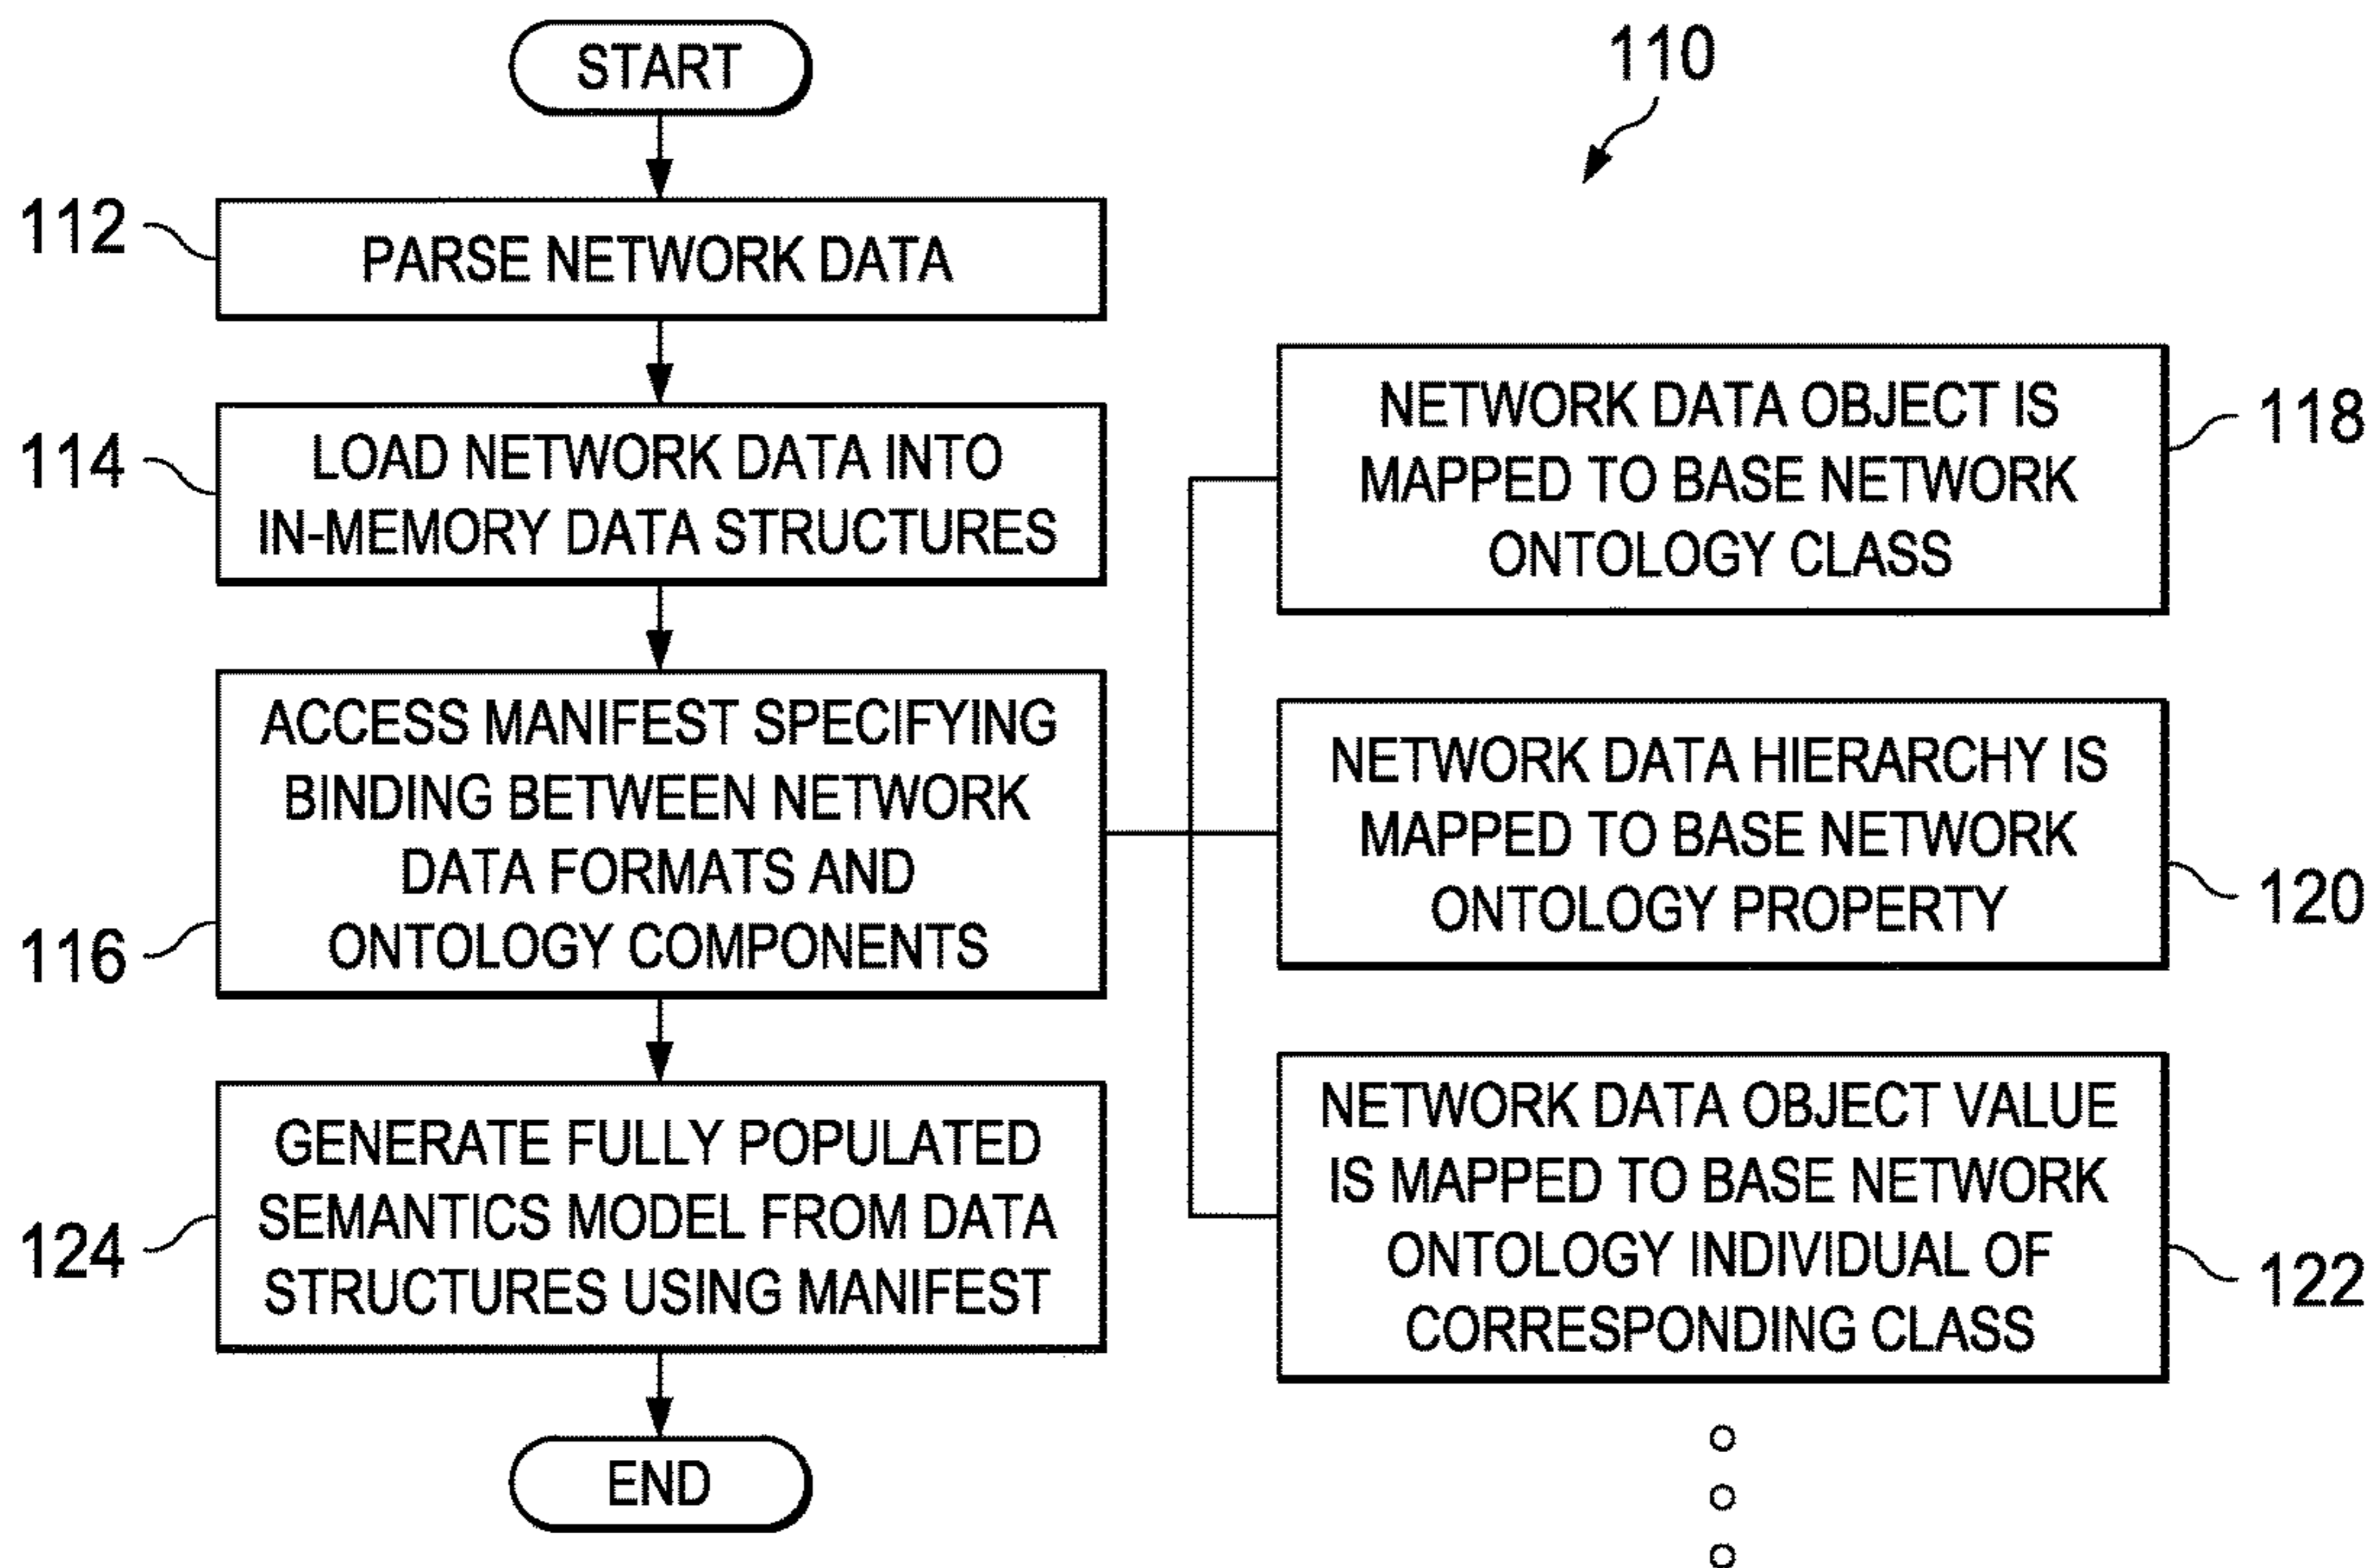 START
110
112
PARSE NETWORK DATA
114
LOAD NETWORK DATA INTO
IN-MEMORY DATA STRUCTURES
116
ACCESS MANIFEST SPECIFYING
BINDING BETWEEN NETWORK
DATA FORMATS AND
ONTOLOGY COMPONENTS
118
NETWORK DATA OBJECT IS
MAPPED TO BASE NETWORK
ONTOLOGY CLASS
120
NETWORK DATA HIERARCHY IS
MAPPED TO BASE NETWORK
ONTOLOGY PROPERTY
122
NETWORK DATA OBJECT VALUE
IS MAPPED TO BASE NETWORK
ONTOLOGY INDIVIDUAL OF
CORRESPONDING CLASS
124
GENERATE FULLY POPULATED
SEMANTICS MODEL FROM DATA
STRUCTURES USING MANIFEST
END